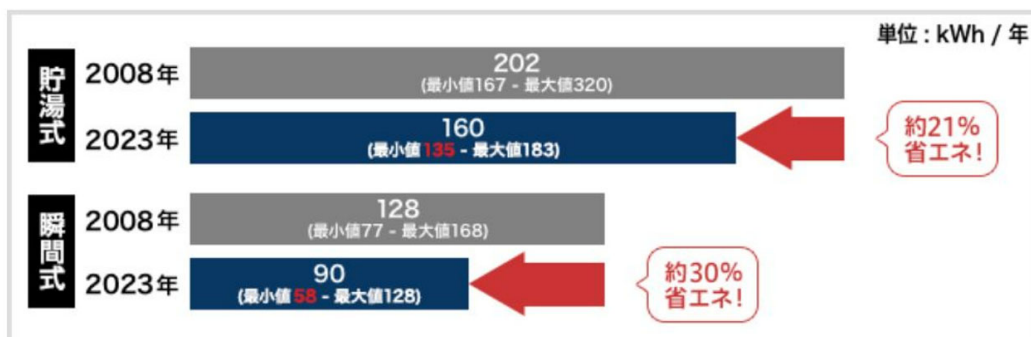 単位 : kWh / 年
貯湯式
2008年
202
(最小値167 - 最大値320)
2023年
160
(最小値135 - 最大値183)
約21%
省エネ!
瞬間式
2008年
128
(最小値77 - 最大値168)
2023年
90
(最小値58 - 最大値128)
約30%
省エネ!